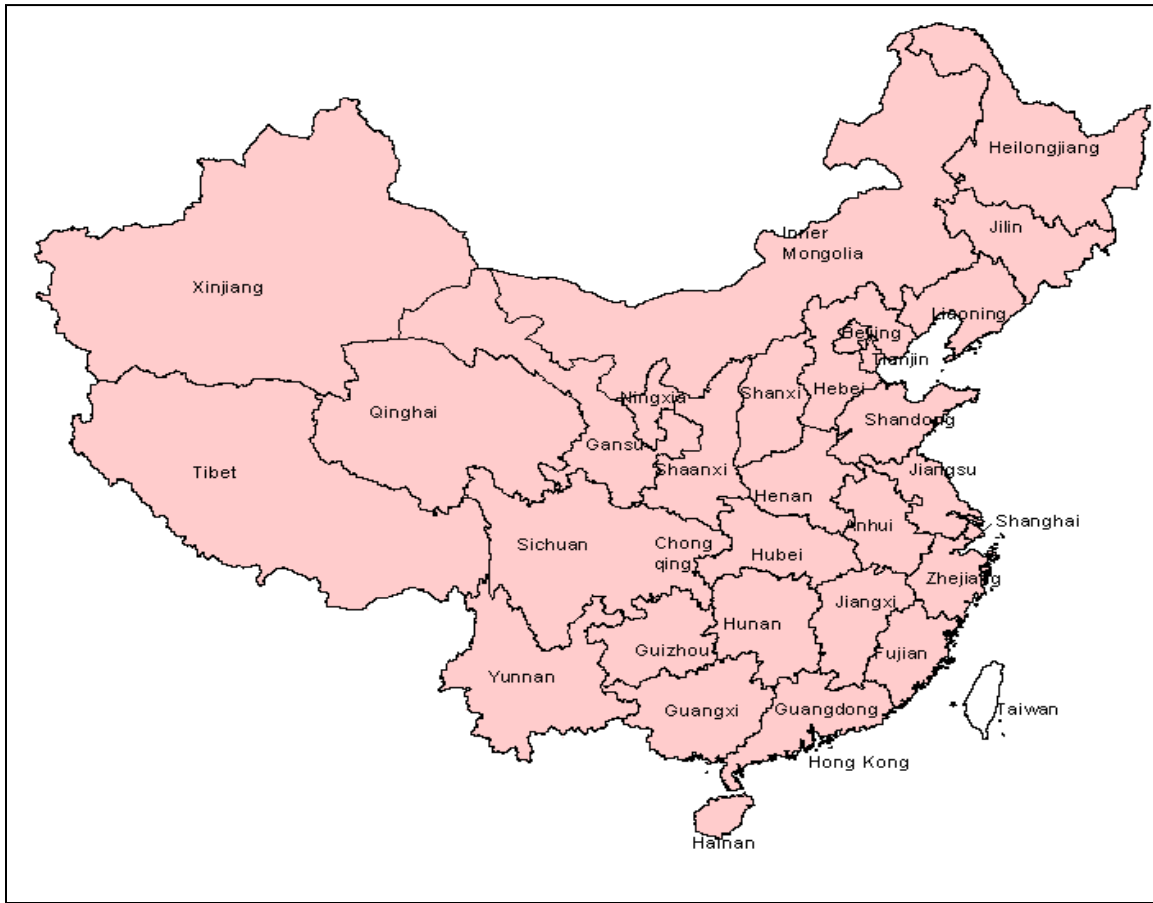 Heilongjiang
Jilin
Inner
Mongolia
Xinjiang
Liaoning
Beijing
Tianjin
Ningxia
Shanxi
Hebei
Qinghai
Shandong
Gansu
Tibet
Shaanxi
Jiangsu
Henan
Shanghai
Anhui
Sichuan
Chong
qing
Hubei
Zhejiang
Jiangxi
Hunan
Guizhou
Fujian
Yunnan
Guangxi
Guangdong
Taiwan
Hong Kong
Hainan